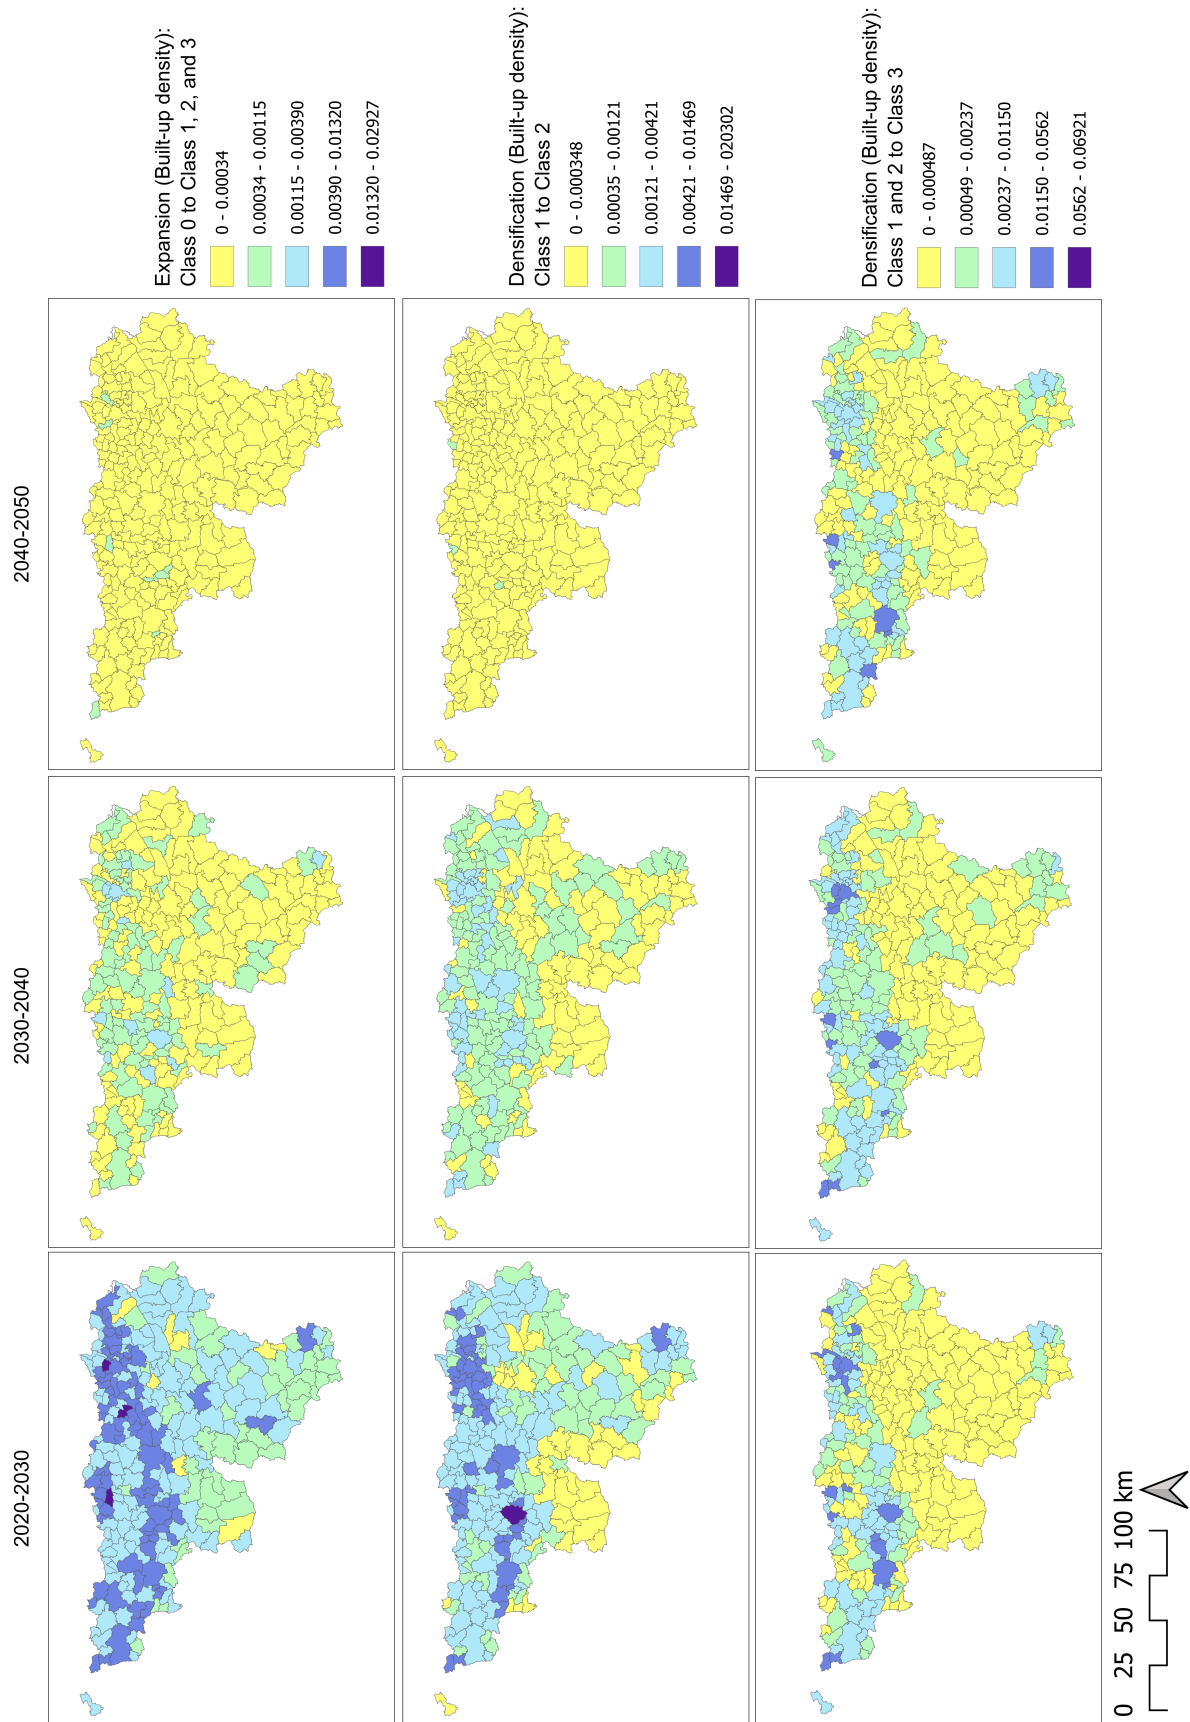 2020-2030
2030-2040
2040-2050
Expansion (Built-up density):
Class 0 to Class 1, 2, and 3
0 - 0.00034
0.00034 - 0.00115
0.00115 - 0.00390
0.00390 - 0.01320
0.01320 - 0.02927
Densification (Built-up density):
Class 1 to Class 2
0 - 0.000348
0.00035 - 0.00121
0.00121 - 0.00421
0.00421 - 0.01469
0.01469 - 020302
Densification (Built-up density):
Class 1 and 2 to Class 3
0 - 0.000487
0.00049 - 0.00237
0.00237 - 0.01150
0.01150 - 0.0562
0.0562 - 0.06921
0 25 50 75 100 km